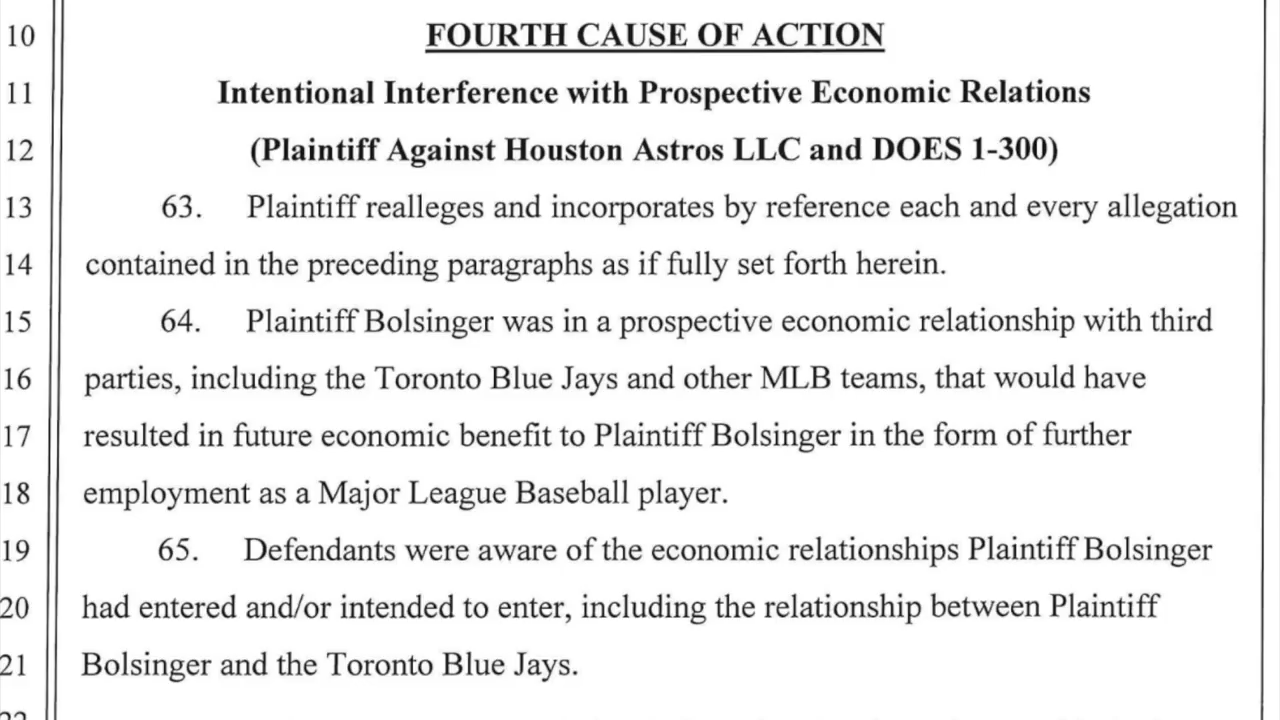 10 FOURTH CAUSE OF ACTION
11 Intentional Interference with Prospective Economic Relations
12 (Plaintiff Against Houston Astros LLC and DOES 1-300)
13 63. Plaintiff realleges and incorporates by reference each and every allegation
14 contained in the preceding paragraphs as if fully set forth herein.
15 64. Plaintiff Bolsinger was in a prospective economic relationship with third
16 parties, including the Toronto Blue Jays and other MLB teams, that would have
17 resulted in future economic benefit to Plaintiff Bolsinger in the form of further
18 employment as a Major League Baseball player.
19 65. Defendants were aware of the economic relationships Plaintiff Bolsinger
20 had entered and/or intended to enter, including the relationship between Plaintiff
21 Bolsinger and the Toronto Blue Jays.